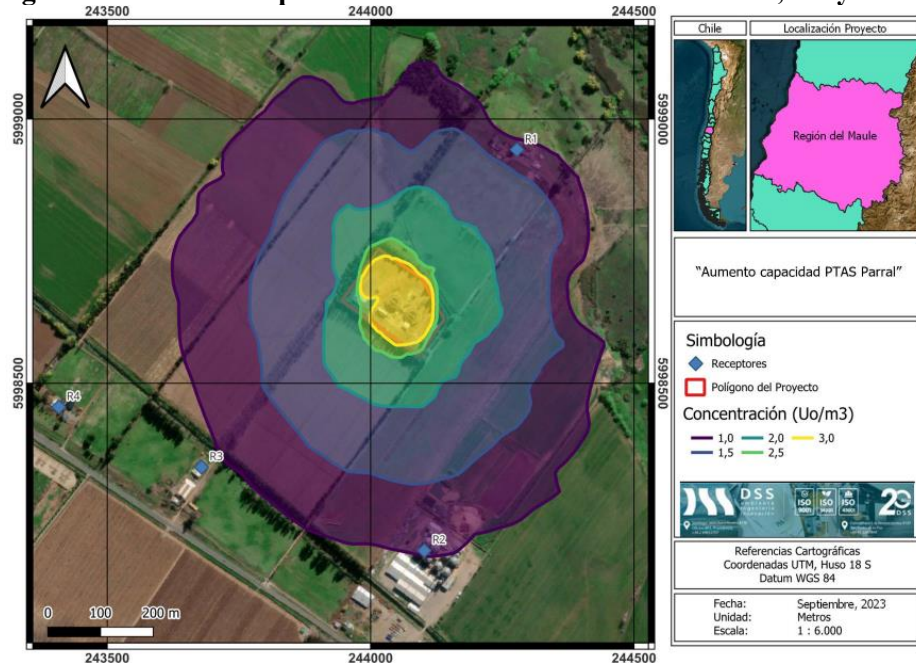 243500 244000 244500
5999000
5998500
5999000
5998500
R1
R2
R3
R4
0 100 200 m
243500 244000 244500
Chile
Localización Proyecto
Región del Maule
“Aumento capacidad PTAS Parral”
Simbología
Receptores
Polígono del Proyecto
Concentración (Uo/m3)
1,0 2,0 3,0
1,5 2,5
DSS
ISO ISO ISO
20
DSS
Referencias Cartográficas
Coordenadas UTM, Huso 18 S
Datum WGS 84
Fecha: Septiembre, 2023
Unidad: Metros
Escala: 1 : 6.000